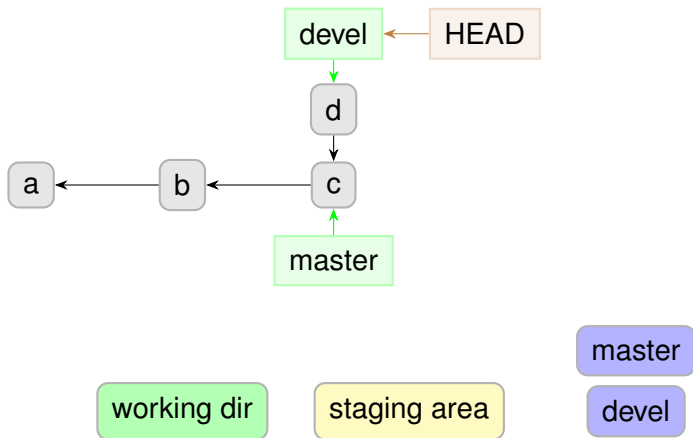 devel HEAD
d
a b c
master
master
working dir staging area devel